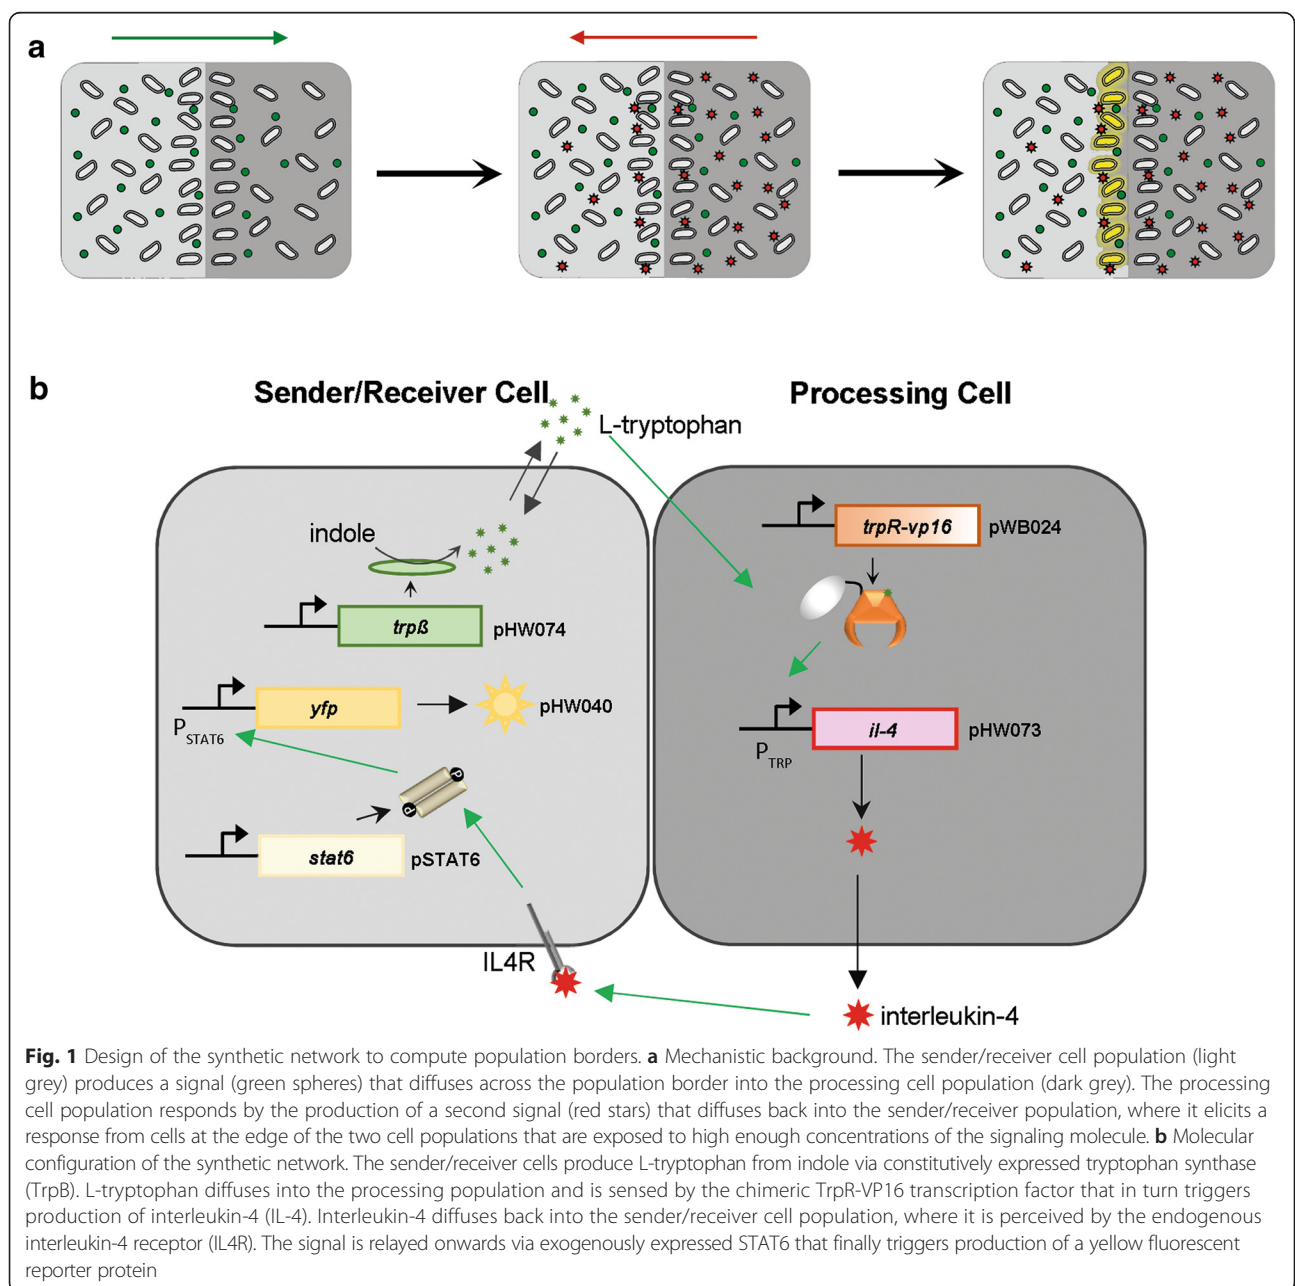 a
b
Sender/Receiver Cell
Processing Cell
L-tryptophan
indole
trpß
pHW074
yfp
pHW040
PSTAT6
stat6
pSTAT6
P
P
IL4R
trpR-vp16
pWB024
il-4
pHW073
PTRP
interleukin-4
Fig. 1 Design of the synthetic network to compute population borders. a Mechanistic background. The sender/receiver cell population (light
grey) produces a signal (green spheres) that diffuses across the population border into the processing cell population (dark grey). The processing
cell population responds by the production of a second signal (red stars) that diffuses back into the sender/receiver population, where it elicits a
response from cells at the edge of the two cell populations that are exposed to high enough concentrations of the signaling molecule. b Molecular
configuration of the synthetic network. The sender/receiver cells produce L-tryptophan from indole via constitutively expressed tryptophan synthase
(TrpB). L-tryptophan diffuses into the processing population and is sensed by the chimeric TrpR-VP16 transcription factor that in turn triggers
production of interleukin-4 (IL-4). Interleukin-4 diffuses back into the sender/receiver cell population, where it is perceived by the endogenous
interleukin-4 receptor (IL4R). The signal is relayed onwards via exogenously expressed STAT6 that finally triggers production of a yellow fluorescent
reporter protein